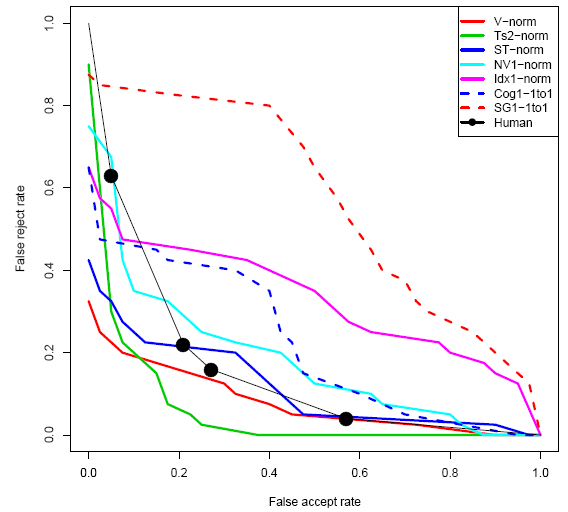 V-norm
Ts2-norm
ST-norm
NV1-norm
Idx1-norm
Cog1-1to1
SG1-1to1
Human
1.0
0.8
0.6
0.4
0.2
0.0
False reject rate
0.0 0.2 0.4 0.6 0.8 1.0
False accept rate